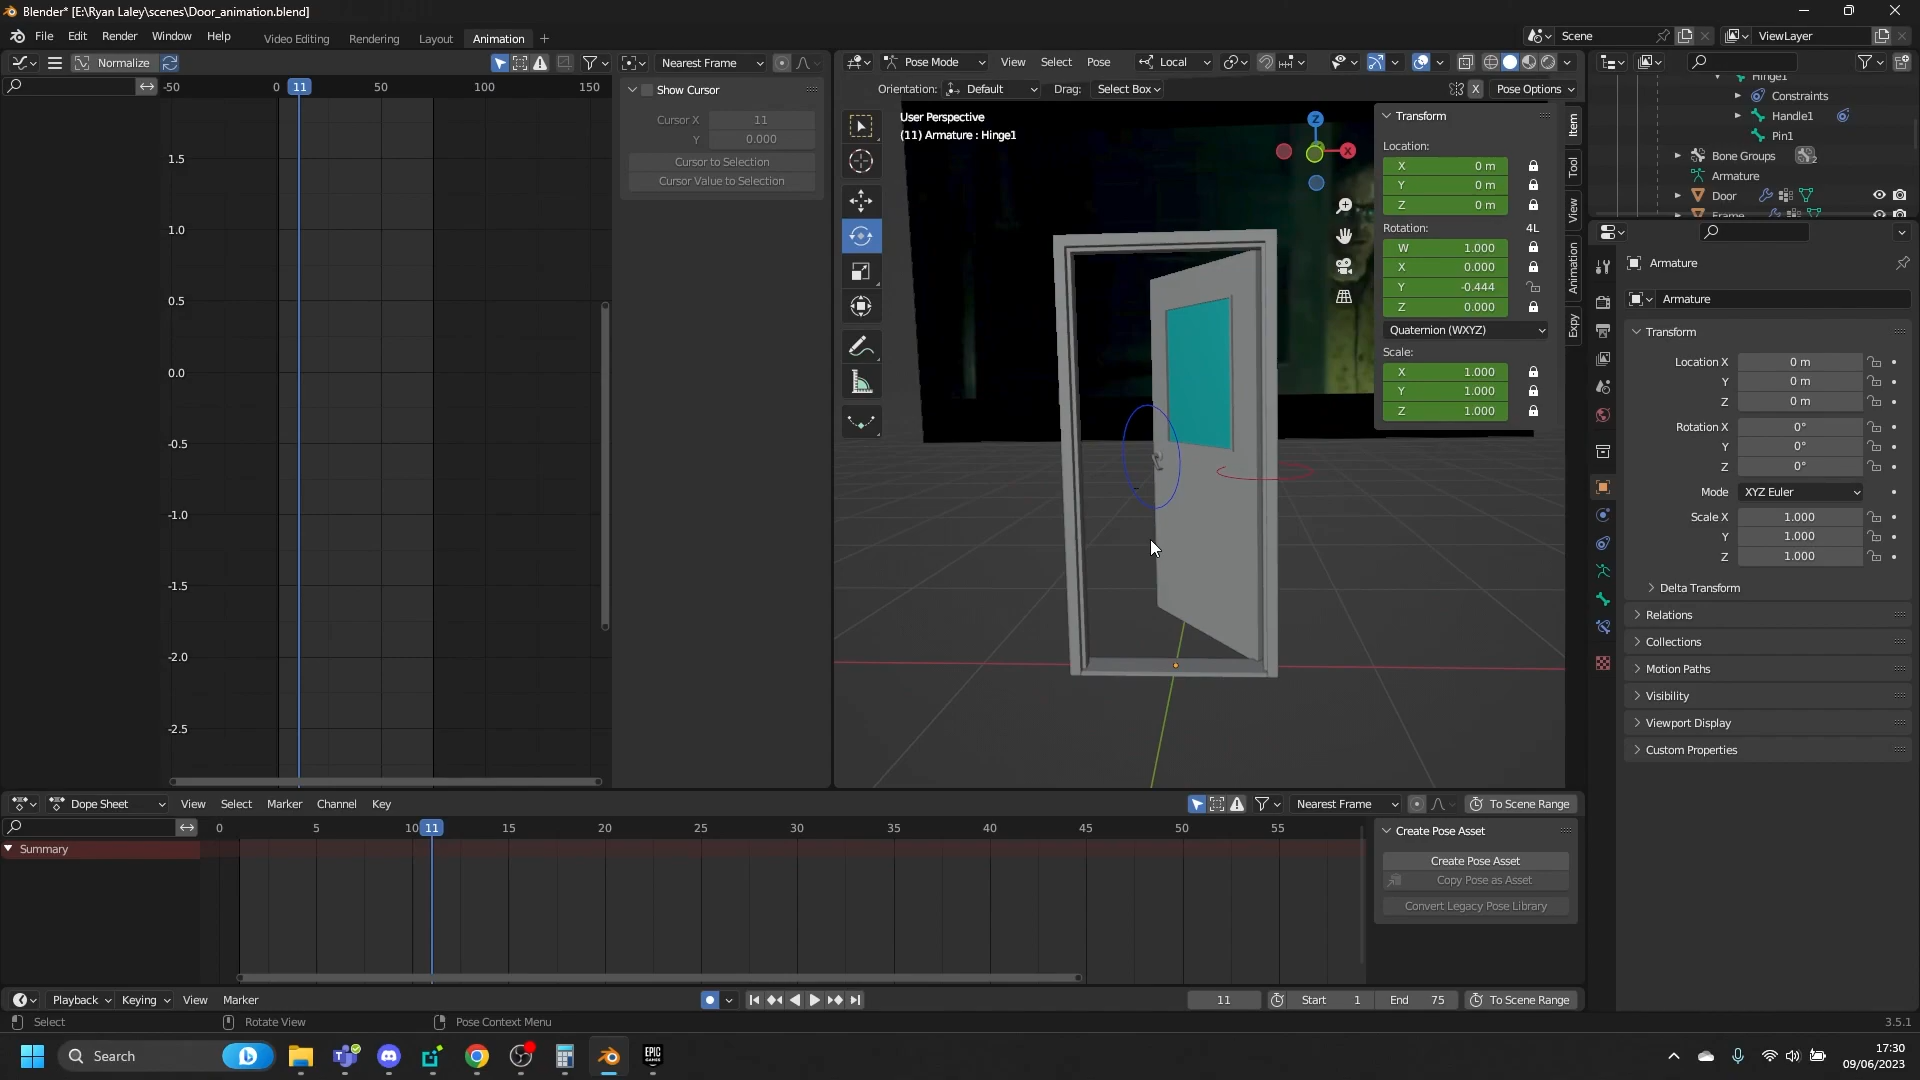 Blender* [E:\Ryan Laley\scenes\Door_animation.blend]
File Edit Render Window Help Video Editing Rendering Layout Animation
Scene ViewLayer
Normalize Nearest Frame
-50 0 11 50 100 150
Show Cursor
Cursor X 11
Y 0.000
Cursor to Selection
Cursor Value to Selection
1.5
1.0
0.5
0.0
-0.5
-1.0
-1.5
-2.0
-2.5
Pose Mode View Select Pose Local
Orientation: Default Drag: Select Box X Pose Options
User Perspective
(11) Armature : Hinge1
Z
X
Transform
Location:
X 0 m
Y 0 m
Z 0 m
Rotation: 4L
W 1.000
X 0.000
Y -0.444
Z 0.000
Quaternion (WXYZ)
Scale:
X 1.000
Y 1.000
Z 1.000
Item
Tool
View
Animation
Expy
Hinge1
Constraints
Handle1
Pin1
Bone Groups 2
Armature
Door
Frame
Armature
Armature
Transform
Location X 0 m
Y 0 m
Z 0 m
Rotation X 0°
Y 0°
Z 0°
Mode XYZ Euler
Scale X 1.000
Y 1.000
Z 1.000
Delta Transform
Relations
Collections
Motion Paths
Visibility
Viewport Display
Custom Properties
Dope Sheet View Select Marker Channel Key Nearest Frame To Scene Range
0 5 10 11 15 20 25 30 35 40 45 50 55
Summary
Create Pose Asset
Create Pose Asset
Copy Pose as Asset
Convert Legacy Pose Library
Playback Keying View Marker 11 Start 1 End 75 To Scene Range
Select Rotate View Pose Context Menu 3.5.1
Search EPIC GAMES 17:30
09/06/2023